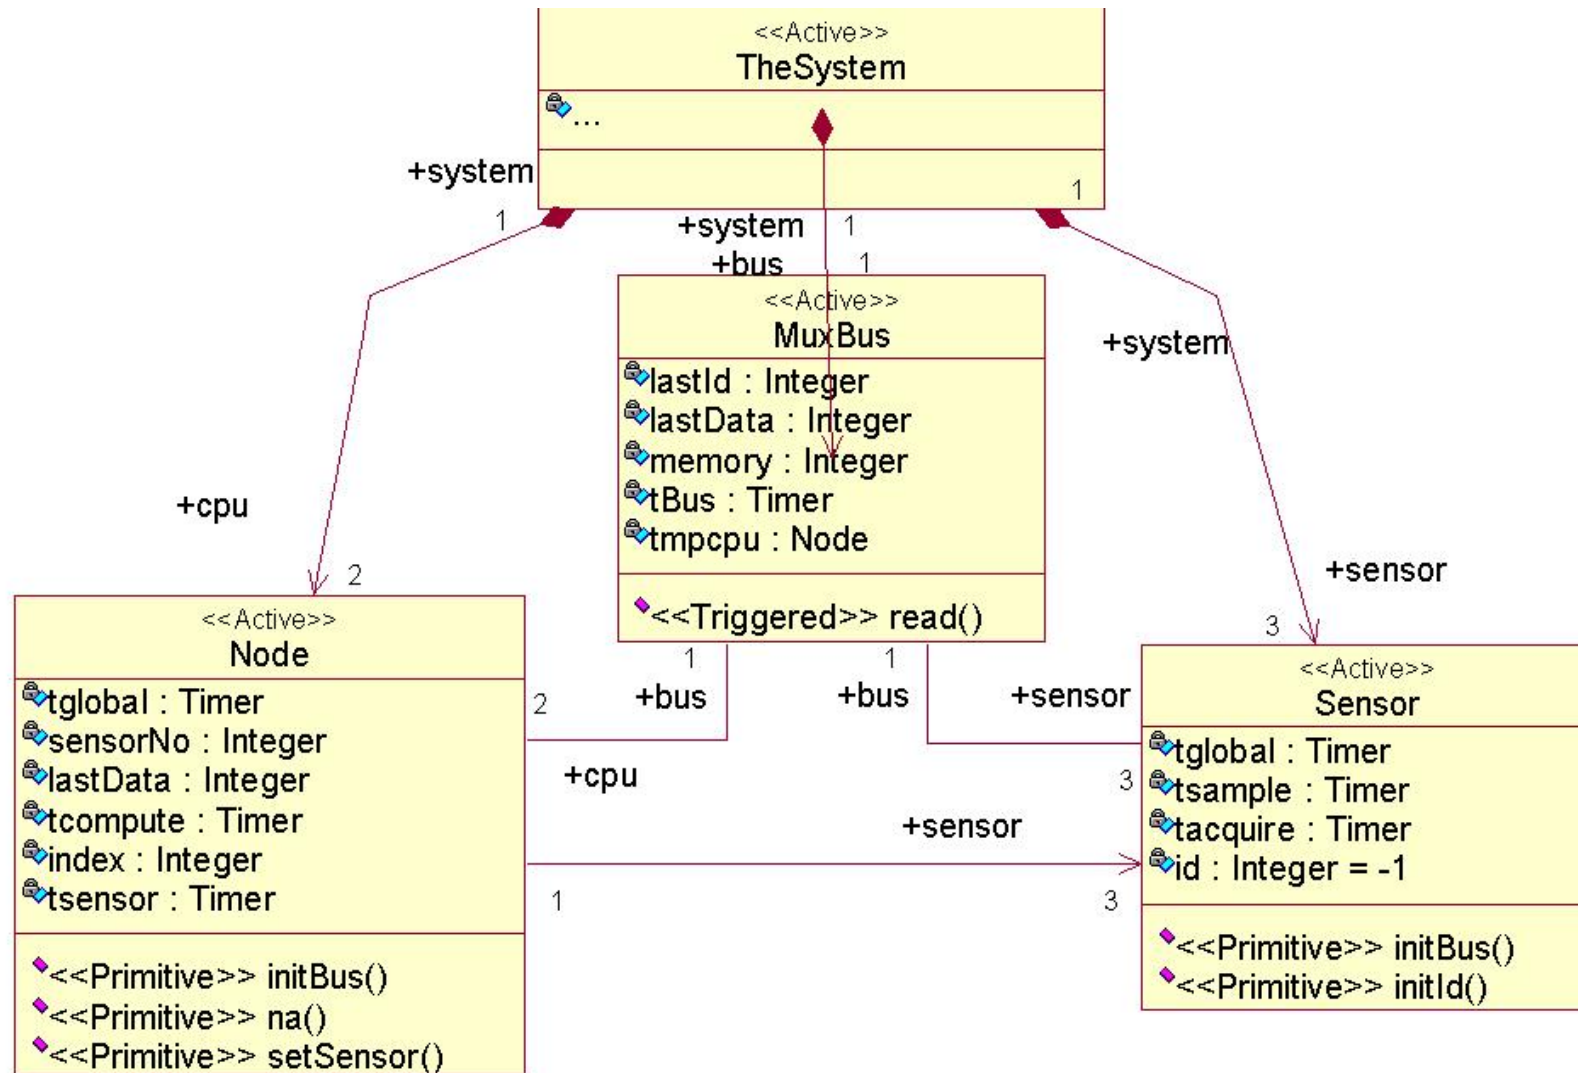 <<Active>>
TheSystem
...
+system
1
1
+system
1
+bus
1
<<Active>>
MuxBus
lastId : Integer
lastData : Integer
memory : Integer
tBus : Timer
tmpcpu : Node
<<Triggered>> read()
+system
+cpu
2
+sensor
3
<<Active>>
Node
tglobal : Timer
sensorNo : Integer
lastData : Integer
tcompute : Timer
index : Integer
tsensor : Timer
<<Primitive>> initBus()
<<Primitive>> na()
<<Primitive>> setSensor()
1
1
2
+bus
+bus
+sensor
+cpu
3
+sensor
1
3
<<Active>>
Sensor
tglobal : Timer
tsample : Timer
tacquire : Timer
id : Integer = -1
<<Primitive>> initBus()
<<Primitive>> initId()